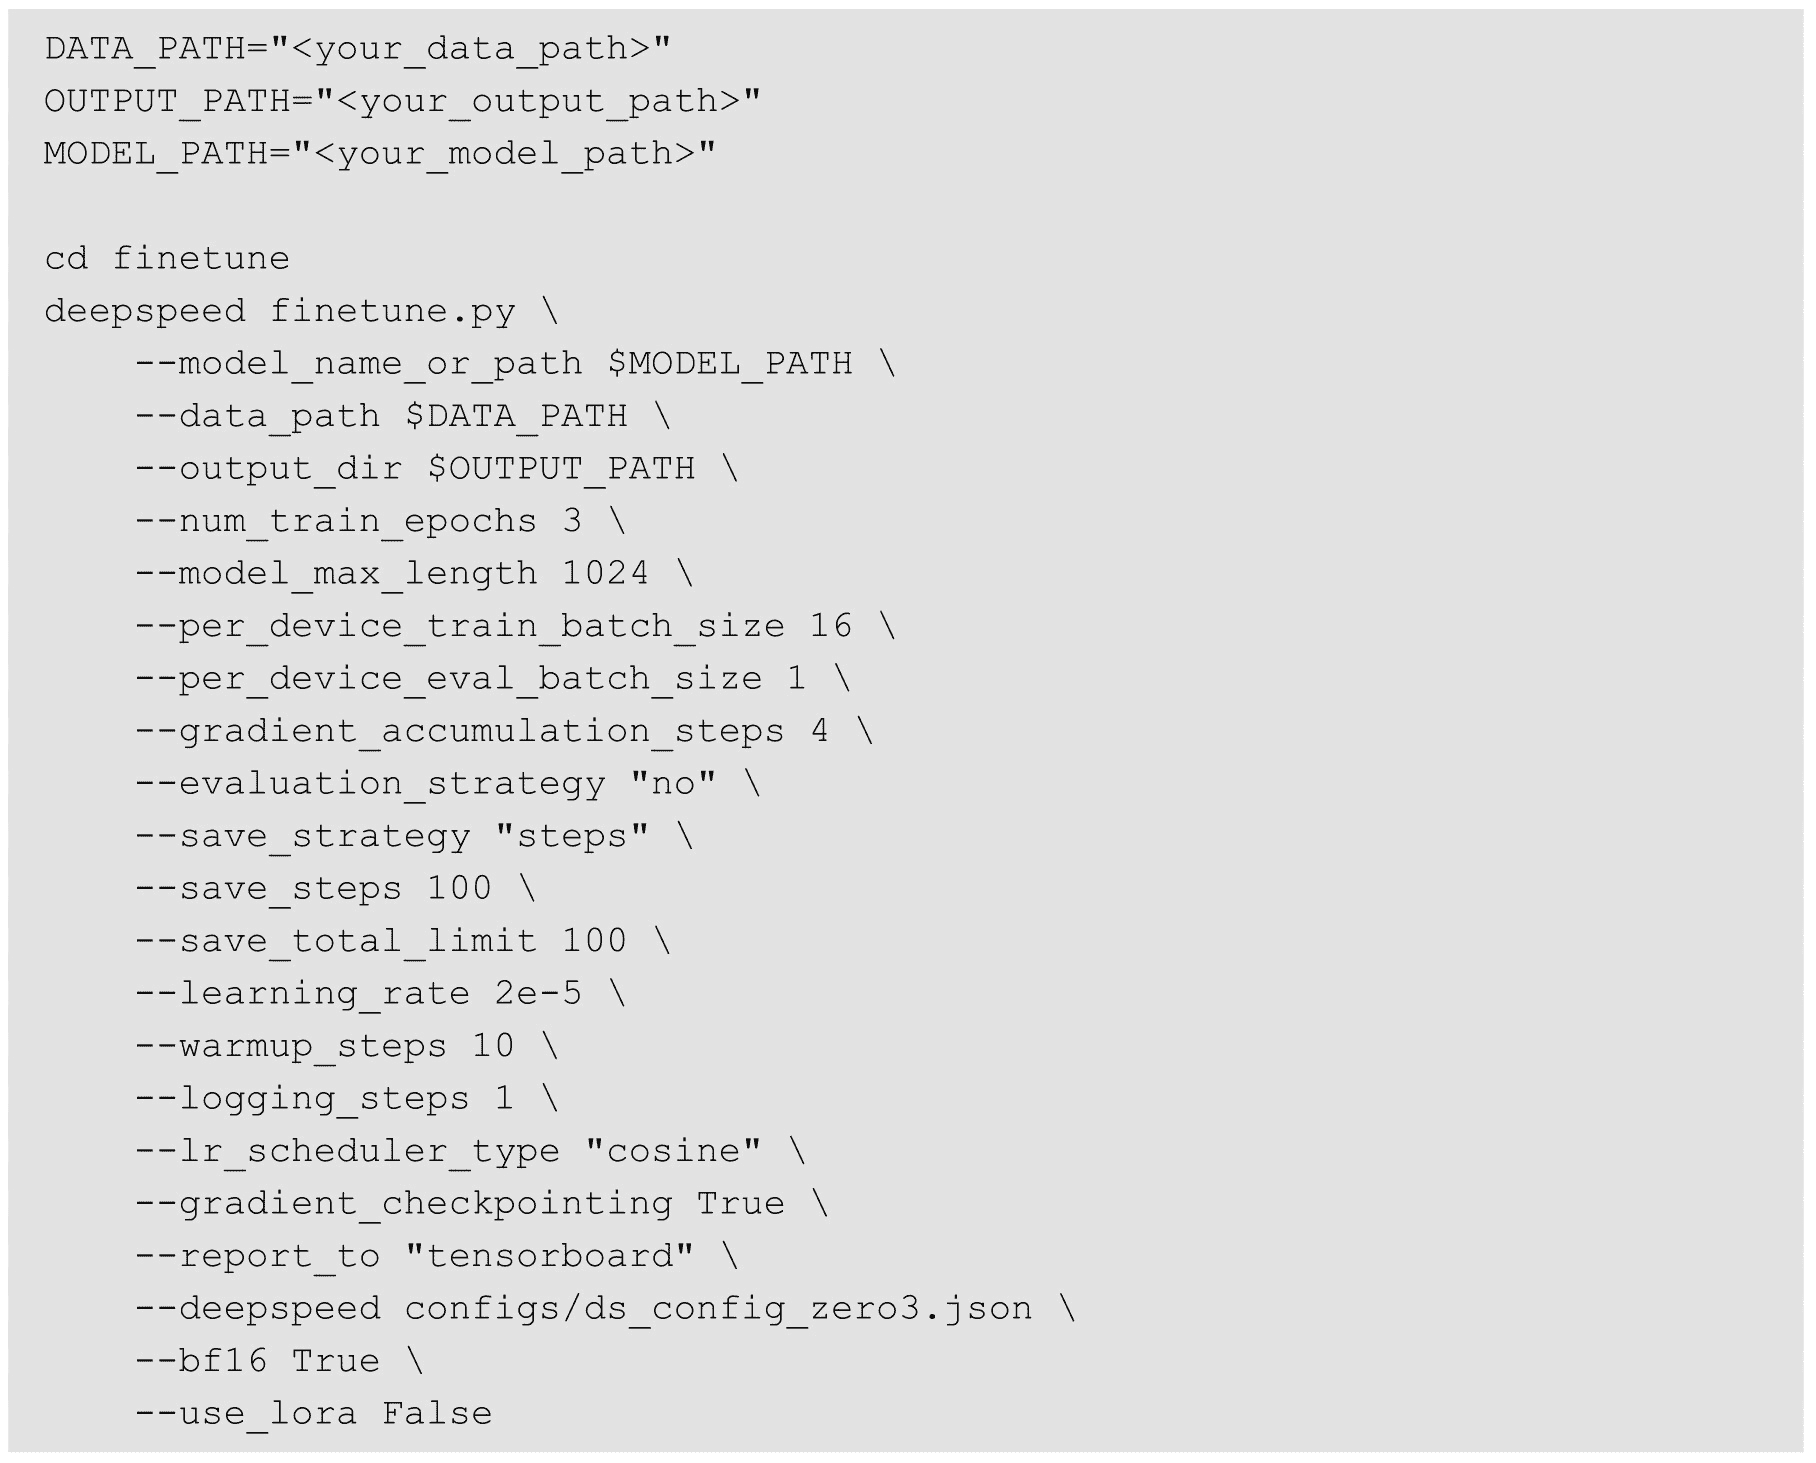 DATA_PATH="<your_data_path>"
OUTPUT_PATH="<your_output_path>"
MODEL_PATH="<your_model_path>"

cd finetune
deepspeed finetune.py \
    --model_name_or_path $MODEL_PATH \
    --data_path $DATA_PATH \
    --output_dir $OUTPUT_PATH \
    --num_train_epochs 3 \
    --model_max_length 1024 \
    --per_device_train_batch_size 16 \
    --per_device_eval_batch_size 1 \
    --gradient_accumulation_steps 4 \
    --evaluation_strategy "no" \
    --save_strategy "steps" \
    --save_steps 100 \
    --save_total_limit 100 \
    --learning_rate 2e-5 \
    --warmup_steps 10 \
    --logging_steps 1 \
    --lr_scheduler_type "cosine" \
    --gradient_checkpointing True \
    --report_to "tensorboard" \
    --deepspeed configs/ds_config_zero3.json \
    --bf16 True \
    --use_lora False